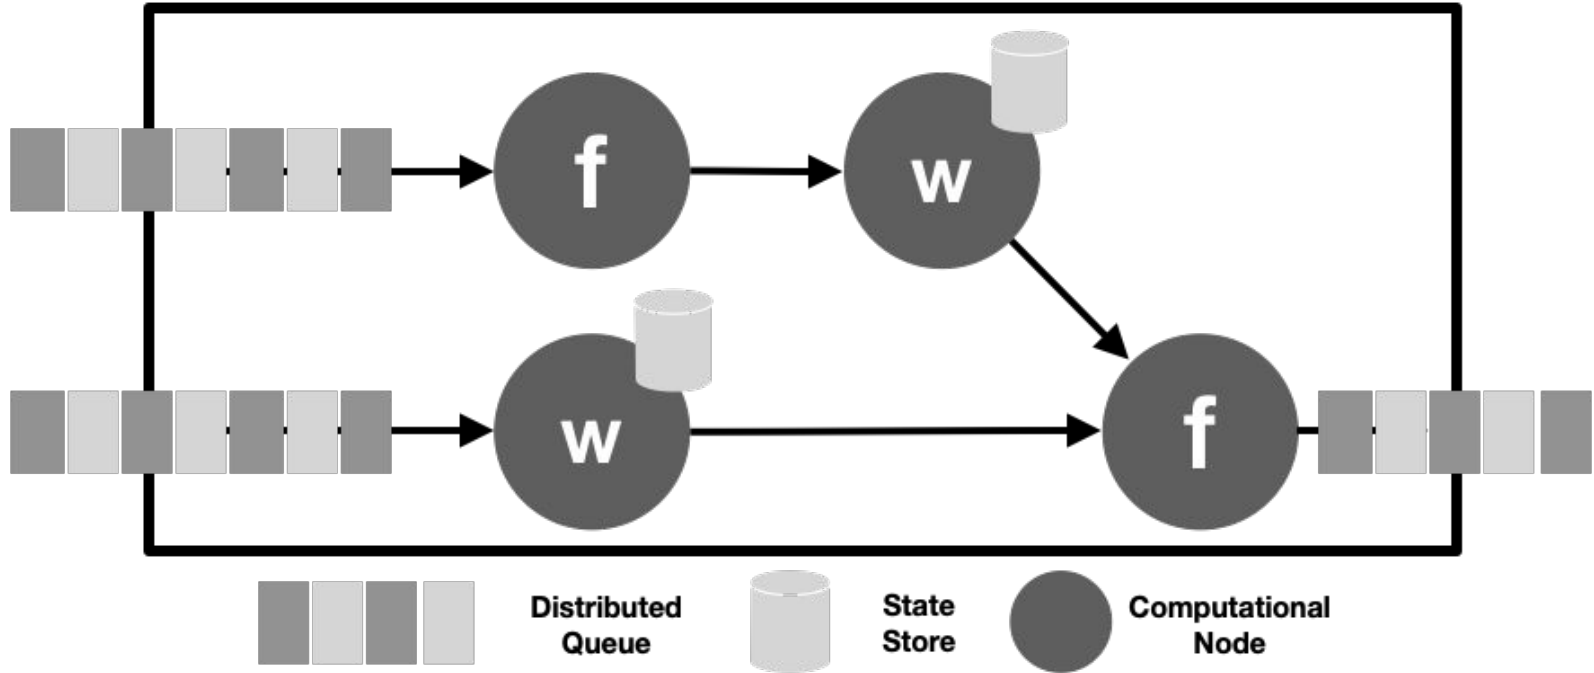 f
w
w
f
Distributed
Queue
State
Store
Computational
Node